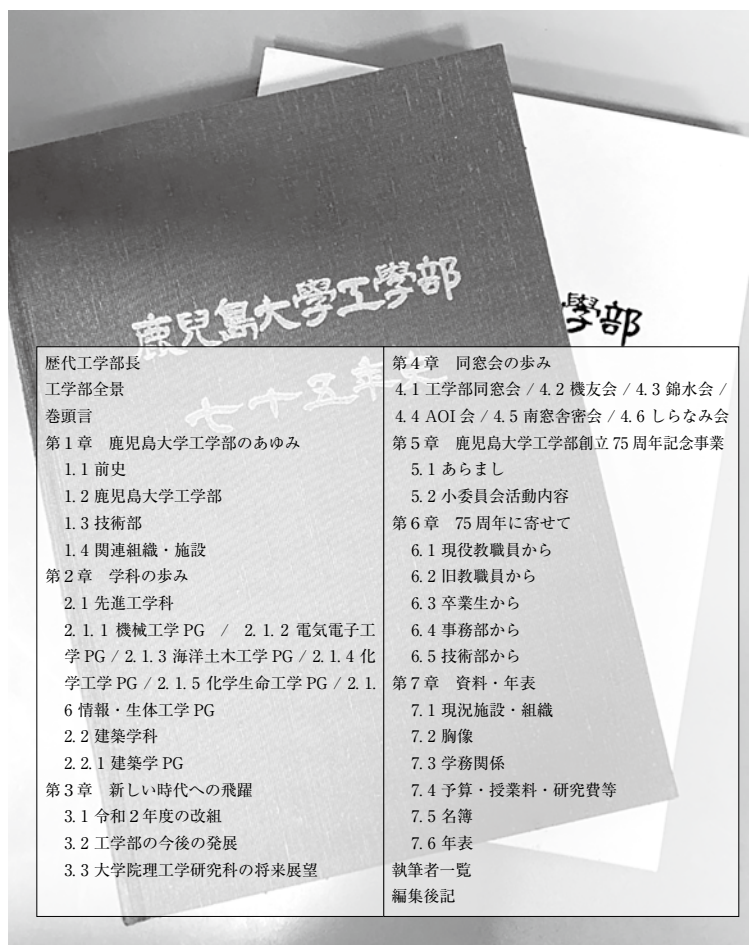 鹿児島大學工學部
七十五年史
學部
歴代工学部長
工学部全景
巻頭言
第1章 鹿児島大学工学部のあゆみ
1.1 前史
1.2 鹿児島大学工学部
1.3 技術部
1.4 関連組織・施設
第2章 学科の歩み
2.1 先進工学科
2.1.1 機械工学 PG / 2.1.2 電気電子工
学 PG / 2.1.3 海洋土木工学 PG / 2.1.4 化
学工学 PG / 2.1.5 化学生命工学 PG / 2.1.
6 情報・生体工学 PG
2.2 建築学科
2.2.1 建築学 PG
第3章 新しい時代への飛躍
3.1 令和2年度の改組
3.2 工学部の今後の発展
3.3 大学院理工学研究科の将来展望
第4章 同窓会の歩み
4.1 工学部同窓会 / 4.2 機友会 / 4.3 錦水会 /
4.4 AOI 会 / 4.5 南窓舎密会 / 4.6 しらなみ会
第5章 鹿児島大学工学部創立 75 周年記念事業
5.1 あらまし
5.2 小委員会活動内容
第6章 75 周年に寄せて
6.1 現役教職員から
6.2 旧教職員から
6.3 卒業生から
6.4 事務部から
6.5 技術部から
第7章 資料・年表
7.1 現況施設・組織
7.2 胸像
7.3 学務関係
7.4 予算・授業料・研究費等
7.5 名簿
7.6 年表
執筆者一覧
編集後記